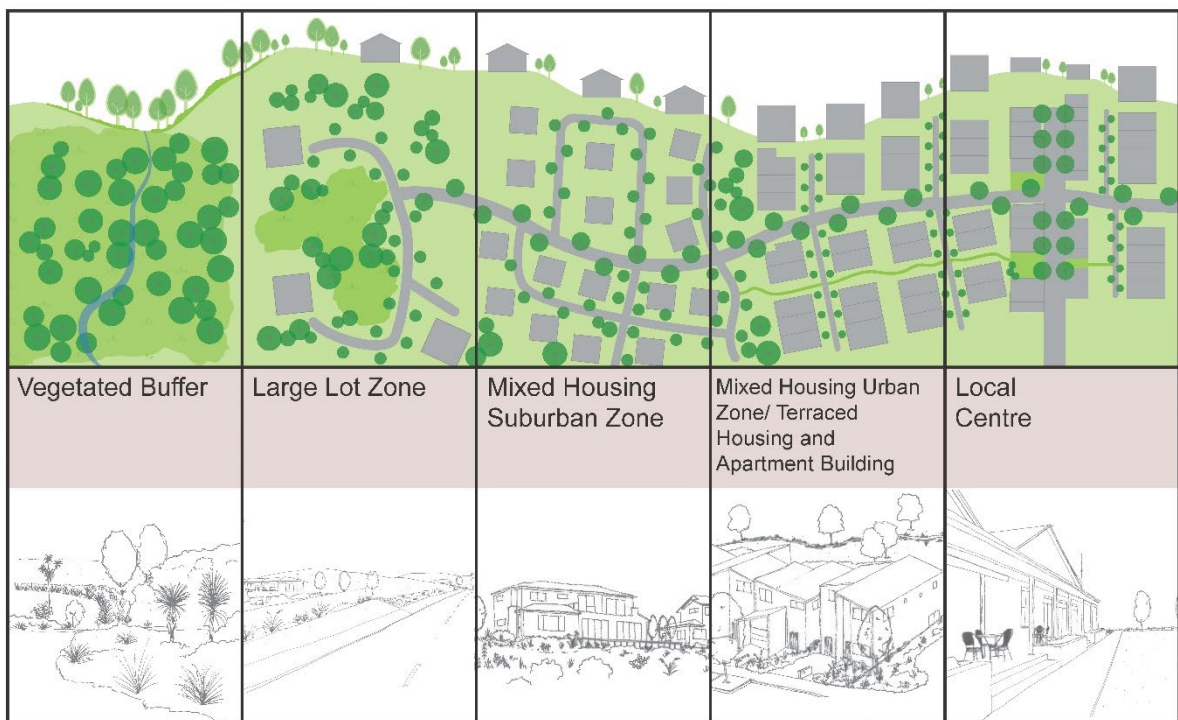 Vegetated Buffer
Large Lot Zone
Mixed Housing
Suburban Zone
Mixed Housing Urban
Zone/ Terraced
Housing and
Apartment Building
Local
Centre